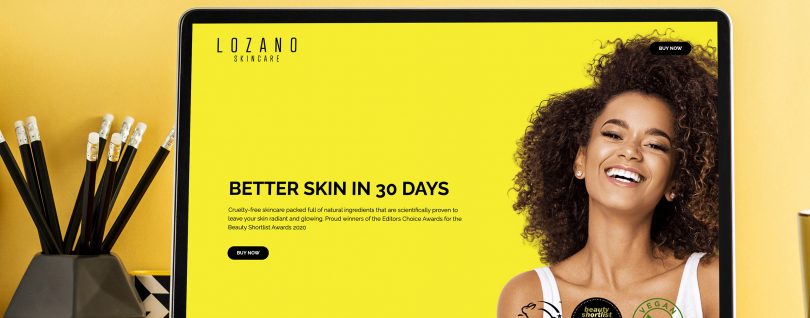 LOZANO
SKINCARE
BUY NOW
BETTER SKIN IN 30 DAYS
Cruelty-free skincare packed full of natural ingredients that are scientifically proven to
leave your skin radiant and glowing. Proud winners of the Editors Choice Awards for the
Beauty Shortlist Awards 2020
BUY NOW
beauty
shortlist
VEGAN